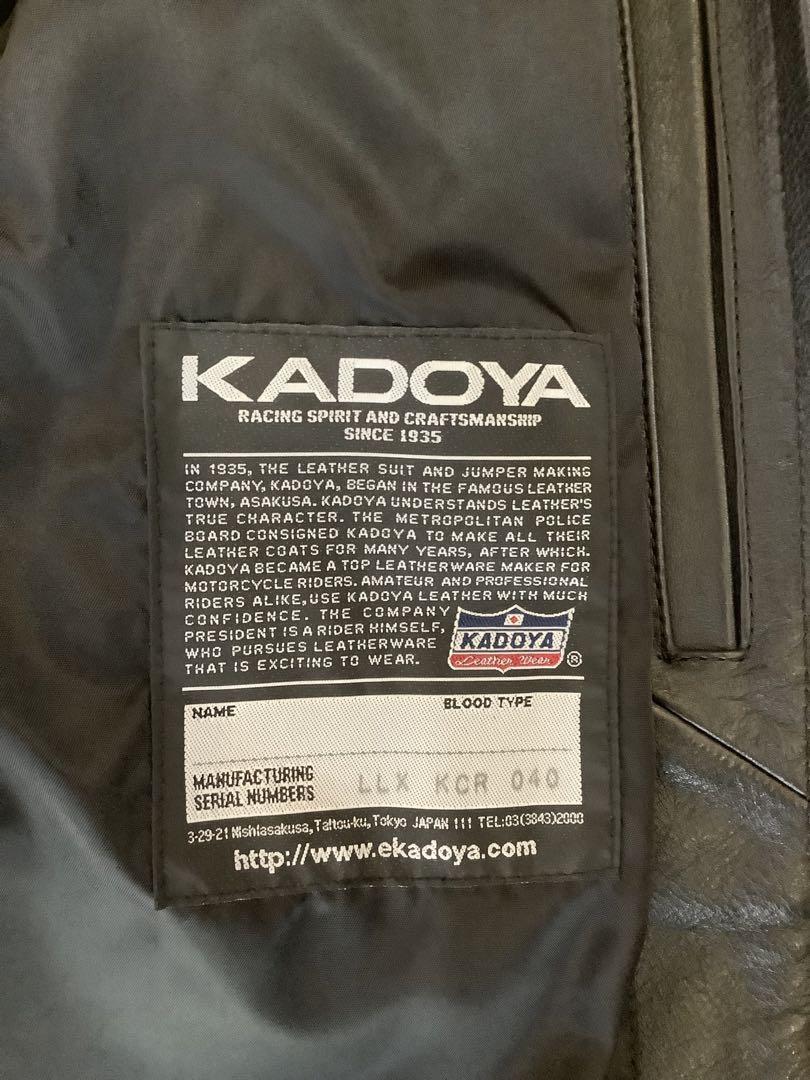 KADOYA
RACING SPIRIT AND CRAFTSMANSHIP
SINCE 1935
IN 1935, THE LEATHER SUIT AND JUMPER MAKING
COMPANY, KADOYA, BEGAN IN THE FAMOUS LEATHER
TOWN, ASAKUSA. KADOYA UNDERSTANDS LEATHER'S
TRUE CHARACTER. THE METROPOLITAN POLICE
BOARD CONSIGNED KADOYA TO MAKE ALL THEIR
LEATHER COATS FOR MANY YEARS, AFTER WHICH.
KADOYA BECAME A TOP LEATHERWARE MAKER FOR
MOTORCYCLE RIDERS. AMATEUR AND PROFESSIONAL
RIDERS ALIKE, USE KADOYA LEATHER WITH MUCH
CONFIDENCE. THE COMPANY
PRESIDENT IS A RIDER HIMSELF,
WHO PURSUES LEATHERWARE
THAT IS EXCITING TO WEAR.
KADOYA
Leather Wear ®
NAME BLOOD TYPE
MANUFACTURING
SERIAL NUMBERS
LLX KCR 040
3-29-21 Nishiasakusa, Taitou-ku, Tokyo JAPAN 111 TEL:03(3843)2000
http://www.ekadoya.com